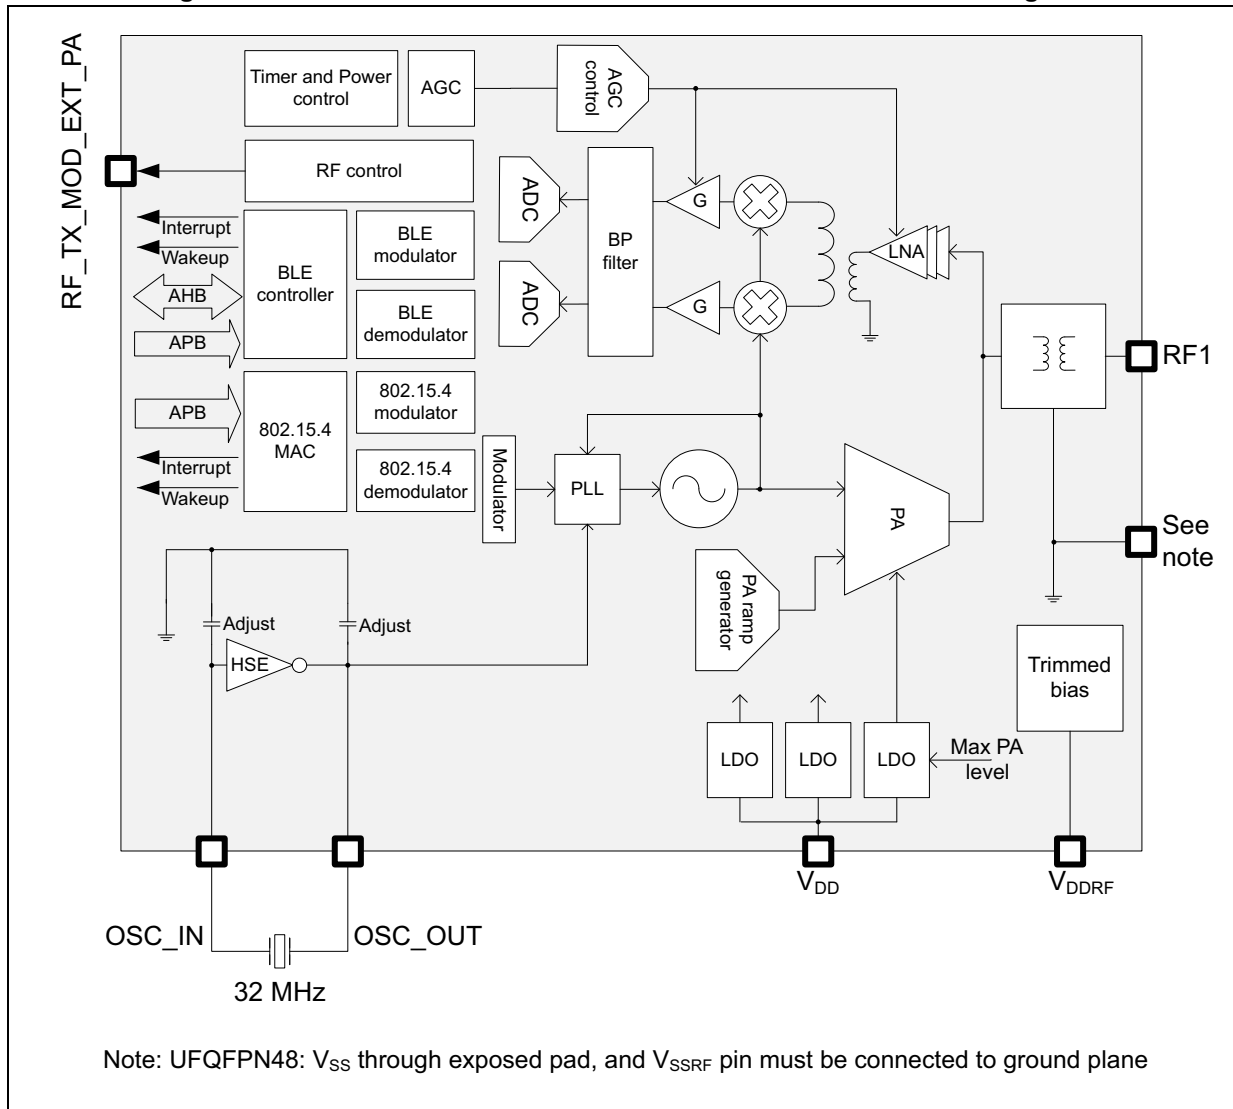 RF_TX_MOD_EXT_PA
Timer and Power
control
AGC
AGC
control
RF control
ADC
ADC
BP
filter
G
G
LNA
Interrupt
Wakeup
AHB
APB
BLE
controller
BLE
modulator
BLE
demodulator
RF1
APB
Interrupt
Wakeup
802.15.4
MAC
802.15.4
modulator
802.15.4
demodulator
Modulator
PLL
PA
See
note
PA ramp
generator
Adjust
Adjust
HSE
Trimmed
bias
LDO
LDO
LDO
Max PA
level
VDD
VDDRF
OSC_IN
OSC_OUT
32 MHz
Note: UFQFPN48: VSS through exposed pad, and VSSRF pin must be connected to ground plane